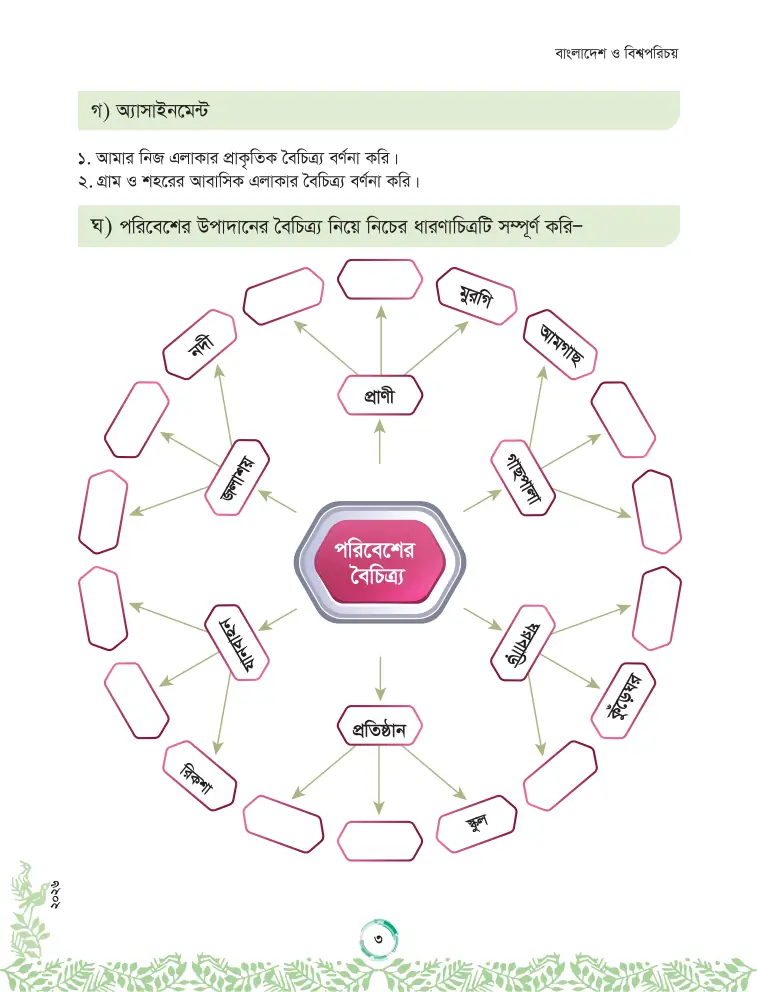 বাংলাদেশ ও বিশ্বপরিচয়
গ) অ্যাসাইনমেন্ট
১. আমার নিজ এলাকার প্রাকৃতিক বৈচিত্র্য বর্ণনা করি।
২. গ্রাম ও শহরের আবাসিক এলাকার বৈচিত্র্য বর্ণনা করি।
ঘ) পরিবেশের উপাদানের বৈচিত্র্য নিয়ে নিচের ধারণাচিত্রটি সম্পূর্ণ করি–
মুরগি
নদী
আমগাছ
প্রাণী
জলাশয়
গাছপালা
পরিবেশের
বৈচিত্র্য
যানবাহন
ঘরবাড়ি
কুঁড়েঘর
প্রতিষ্ঠান
রিকশা
স্কুল
২০২৬
৩